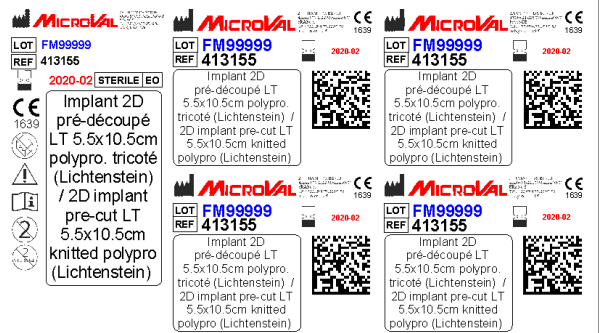 MICROVAL
LOT FM99999
REF 413155
2020-02 STERILE EO
1639
Implant 2D
pré-découpé
LT 5.5x10.5cm
polypro. tricoté
(Lichtenstein)
/ 2D implant
pre-cut LT
5.5x10.5cm
knitted polypro
(Lichtenstein)
2
MICROVAL
1639
LOT FM99999
REF 413155
2020-02
Implant 2D
pré-découpé LT
5.5x10.5cm polypro.
tricoté (Lichtenstein) /
2D implant pre-cut LT
5.5x10.5cm knitted
polypro (Lichtenstein)
MICROVAL
1639
LOT FM99999
REF 413155
2020-02
Implant 2D
pré-découpé LT
5.5x10.5cm polypro.
tricoté (Lichtenstein) /
2D implant pre-cut LT
5.5x10.5cm knitted
polypro (Lichtenstein)
MICROVAL
1639
LOT FM99999
REF 413155
2020-02
Implant 2D
pré-découpé LT
5.5x10.5cm polypro.
tricoté (Lichtenstein) /
2D implant pre-cut LT
5.5x10.5cm knitted
polypro (Lichtenstein)
MICROVAL
1639
LOT FM99999
REF 413155
2020-02
Implant 2D
pré-découpé LT
5.5x10.5cm polypro.
tricoté (Lichtenstein) /
2D implant pre-cut LT
5.5x10.5cm knitted
polypro (Lichtenstein)